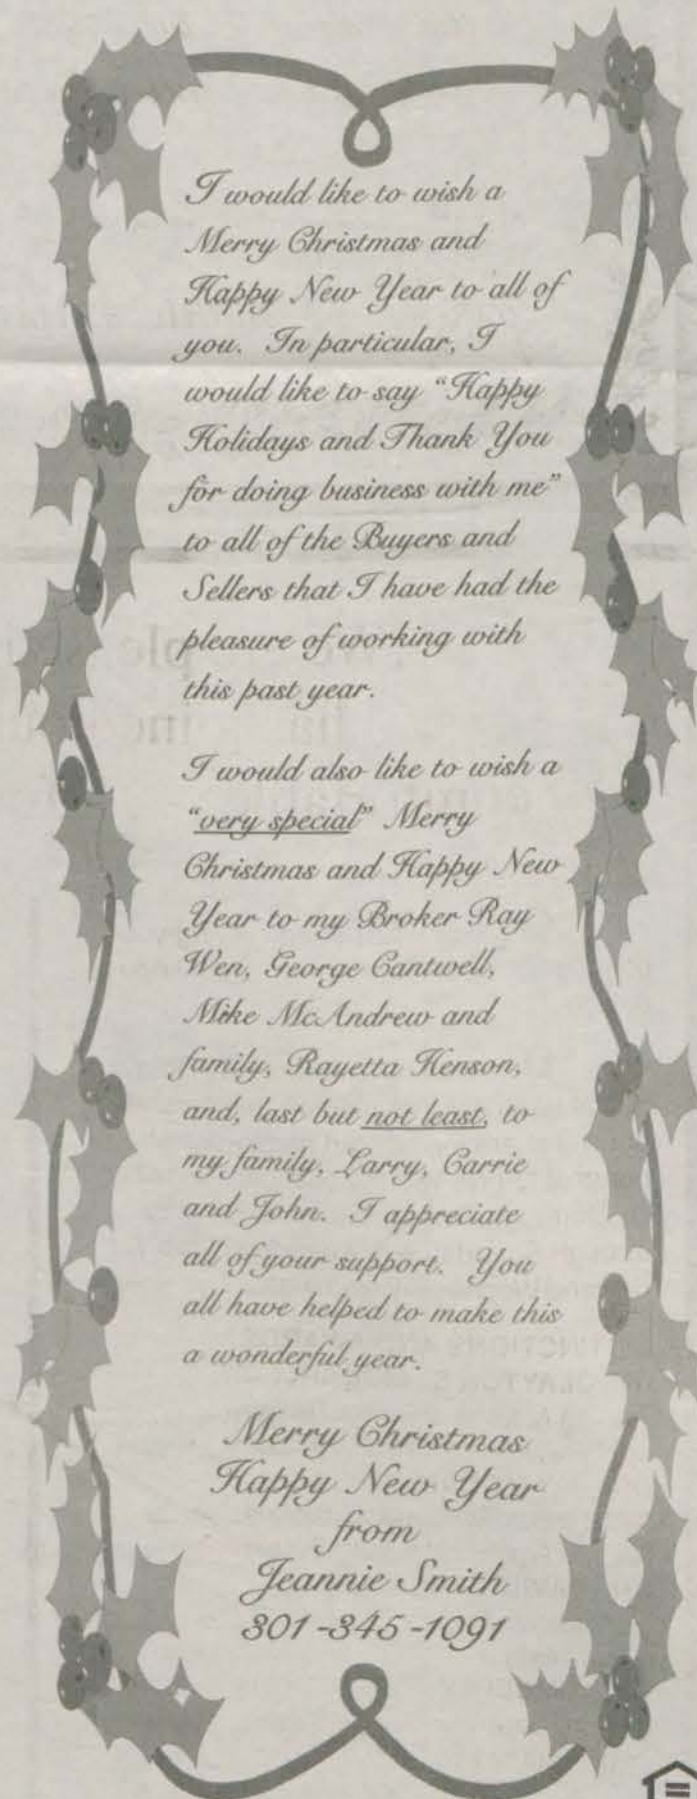 I would like to wish a
Merry Christmas and
Happy New Year to all of
you. In particular, I
would like to say “Happy
Holidays and Thank You
for doing business with me”
to all of the Buyers and
Sellers that I have had the
pleasure of working with
this past year.
I would also like to wish a
“very special” Merry
Christmas and Happy New
Year to my Broker Ray
Wen, George Cantwell,
Mike McAndrew and
family, Rayetta Henson,
and, last but not least, to
my family, Larry, Carrie
and John. I appreciate
all of your support. You
all have helped to make this
a wonderful year.
Merry Christmas
Happy New Year
from
Jeannie Smith
301-345-1091